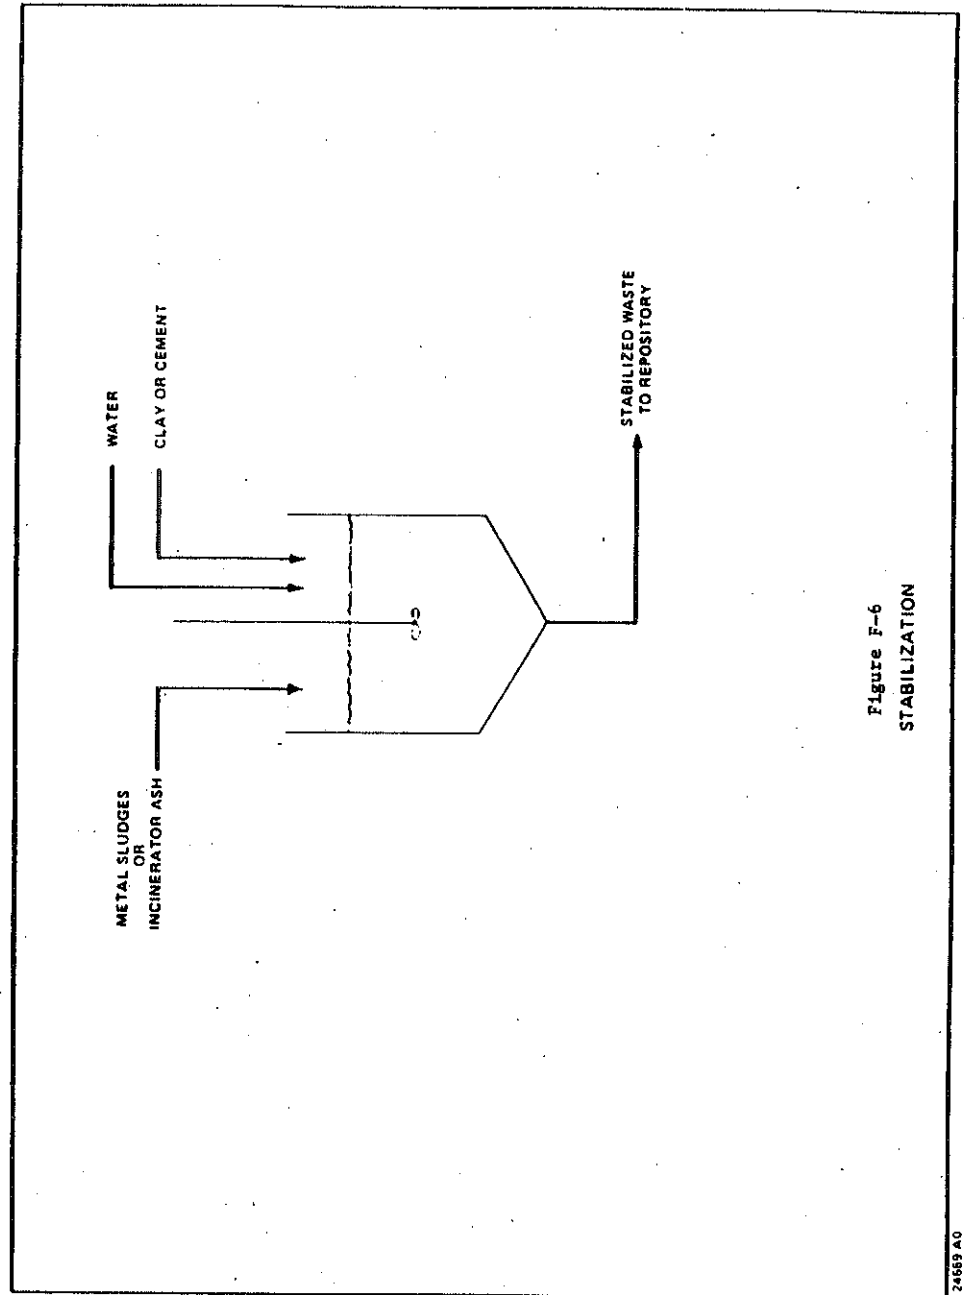 WATER
CLAY OR CEMENT
METAL SLUDGES
OR
INCINERATOR ASH
STABILIZED WASTE
TO REPOSITORY
Figure F-6
STABILIZATION
24669 A0